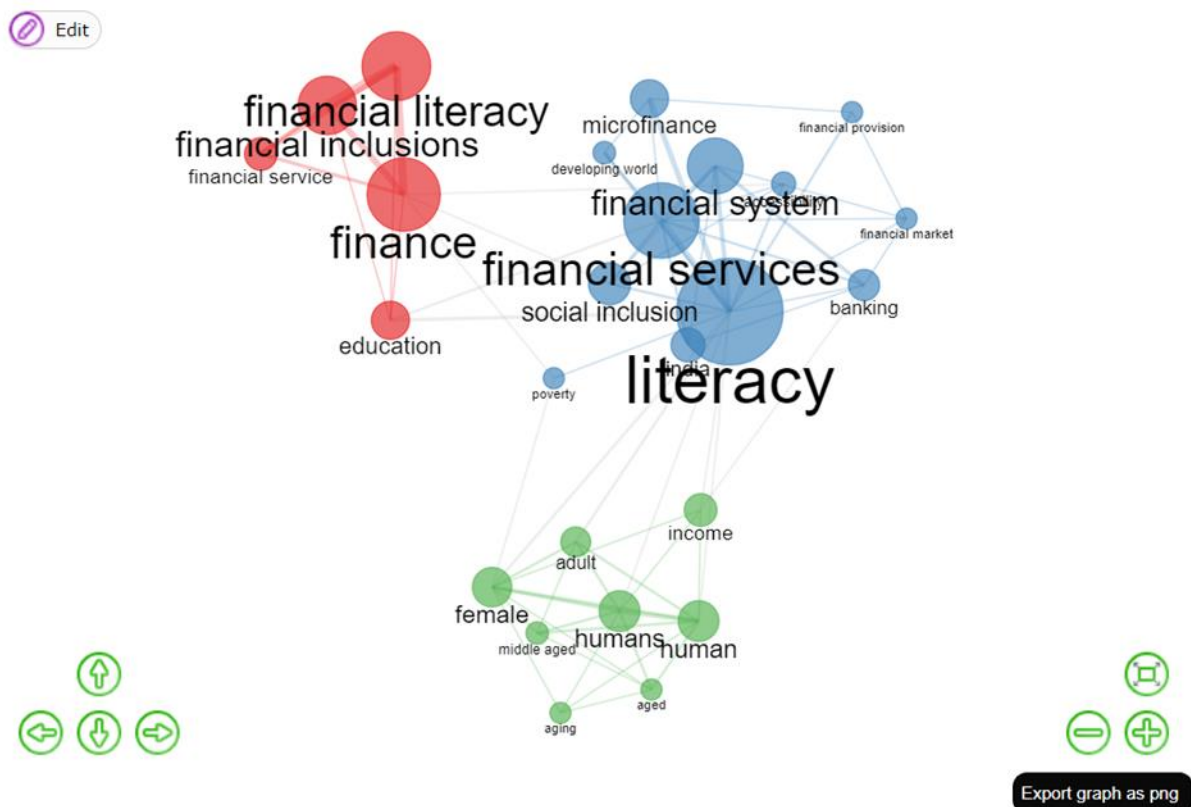 Edit
financial literacy
microfinance
financial provision
financial inclusions
developing world
financial service
financial system
accessibility
financial market
finance
financial services
social inclusion
banking
education
india
literacy
poverty
income
adult
female
humans
human
middle aged
aged
aging
Export graph as png